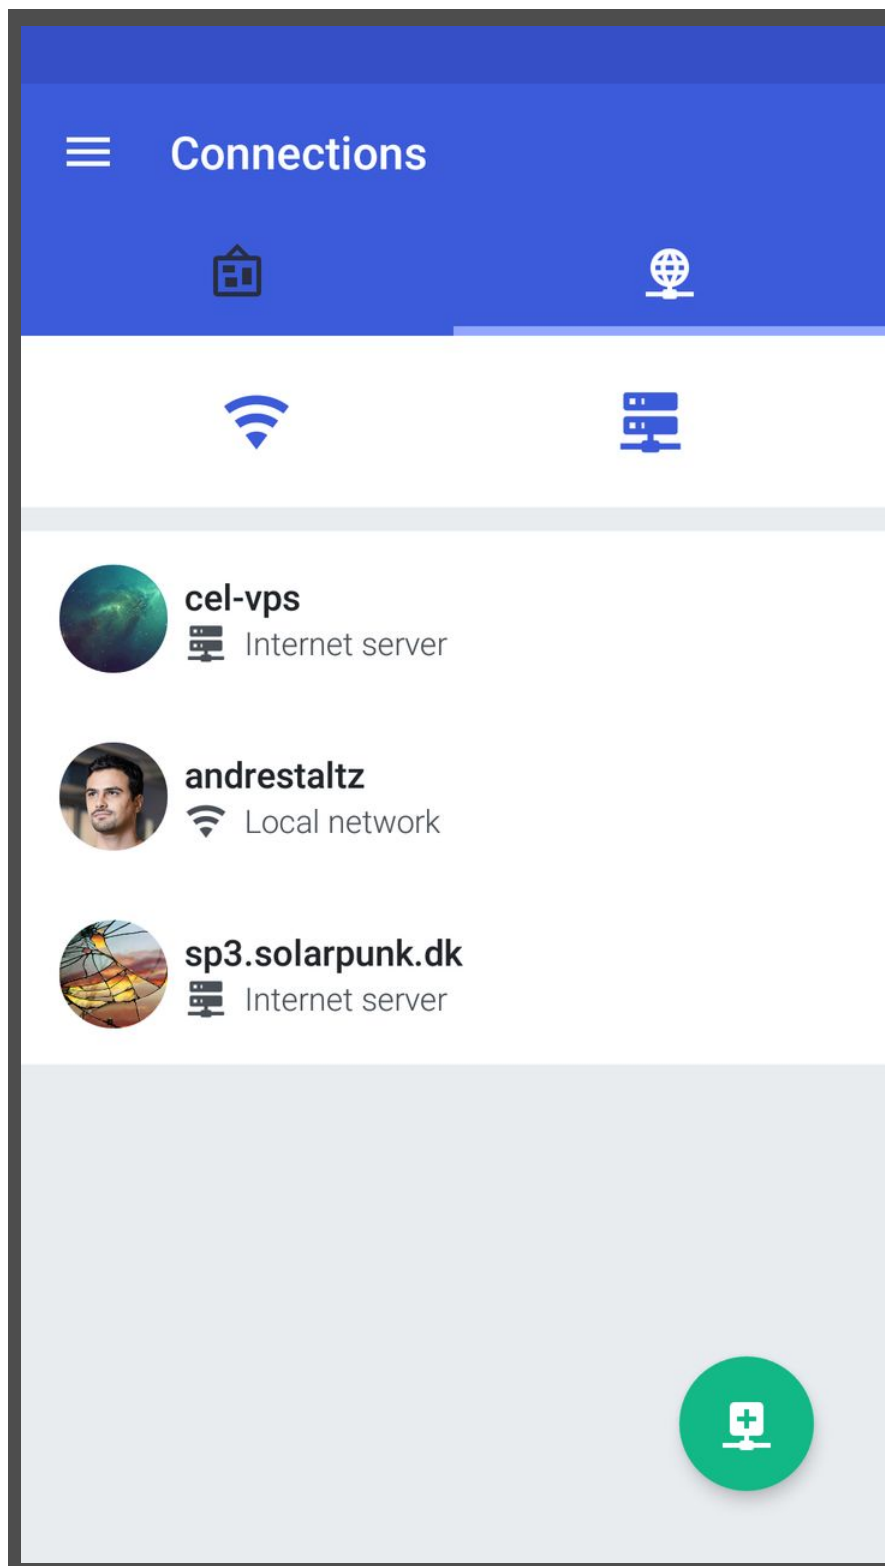 Connections
cel-vps
Internet server
andrestaltz
Local network
sp3.solarpunk.dk
Internet server